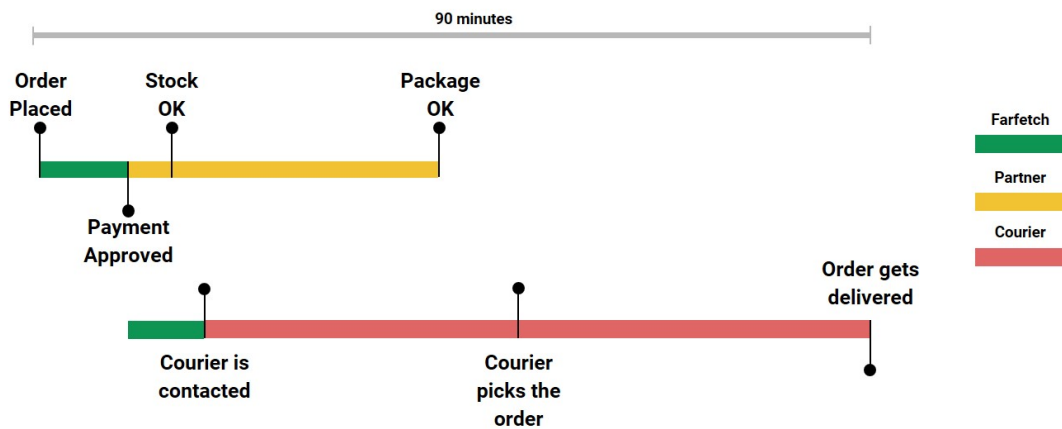 90 minutes
Order
Placed
Stock
OK
Package
OK
Farfetch
Partner
Courier
Payment
Approved
Order gets
delivered
Courier is
contacted
Courier
picks the
order